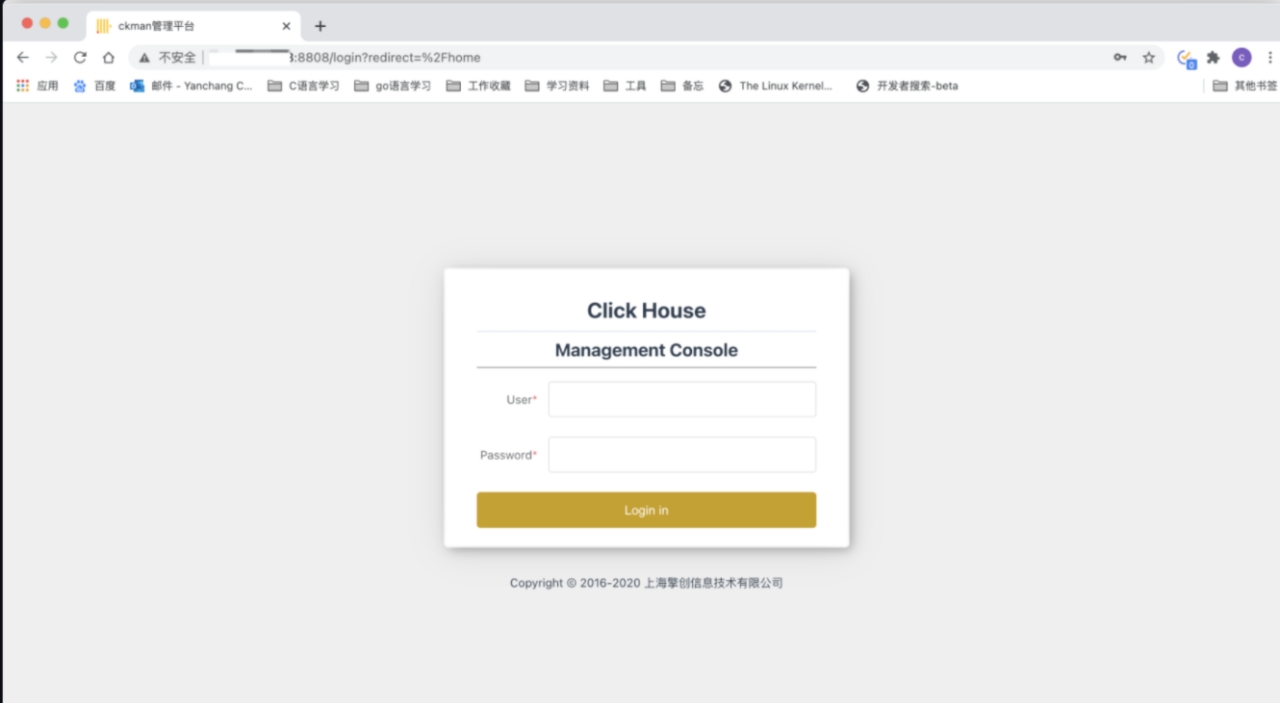 ckman管理平台
不安全 :8808/login?redirect=%2Fhome
应用 百度 邮件 - Yanchang C... C语言学习 go语言学习 工作收藏 学习资料 工具 备忘 The Linux Kernel... 开发者搜索-beta 其他书签
Click House
Management Console
User*
Password*
Login in
Copyright © 2016-2020 上海擎创信息技术有限公司